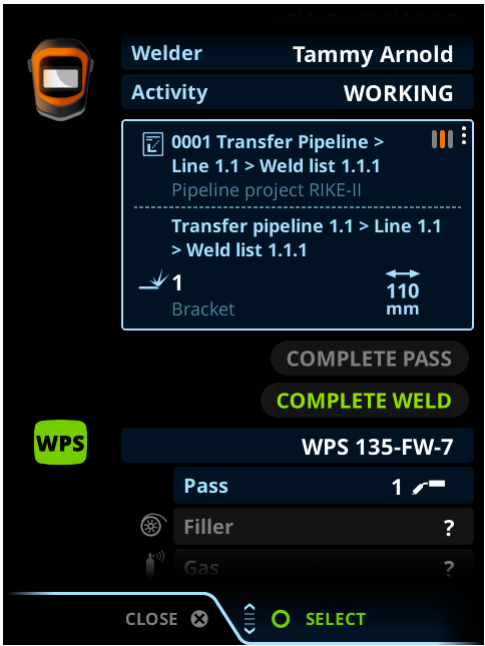 Welder Tammy Arnold
Activity WORKING
0001 Transfer Pipeline >
Line 1.1 > Weld list 1.1.1
Pipeline project RIKE-II
Transfer pipeline 1.1 > Line 1.1
> Weld list 1.1.1
1
110
mm
Bracket
COMPLETE PASS
COMPLETE WELD
WPS
WPS 135-FW-7
Pass 1
Filler ?
Gas ?
CLOSE SELECT